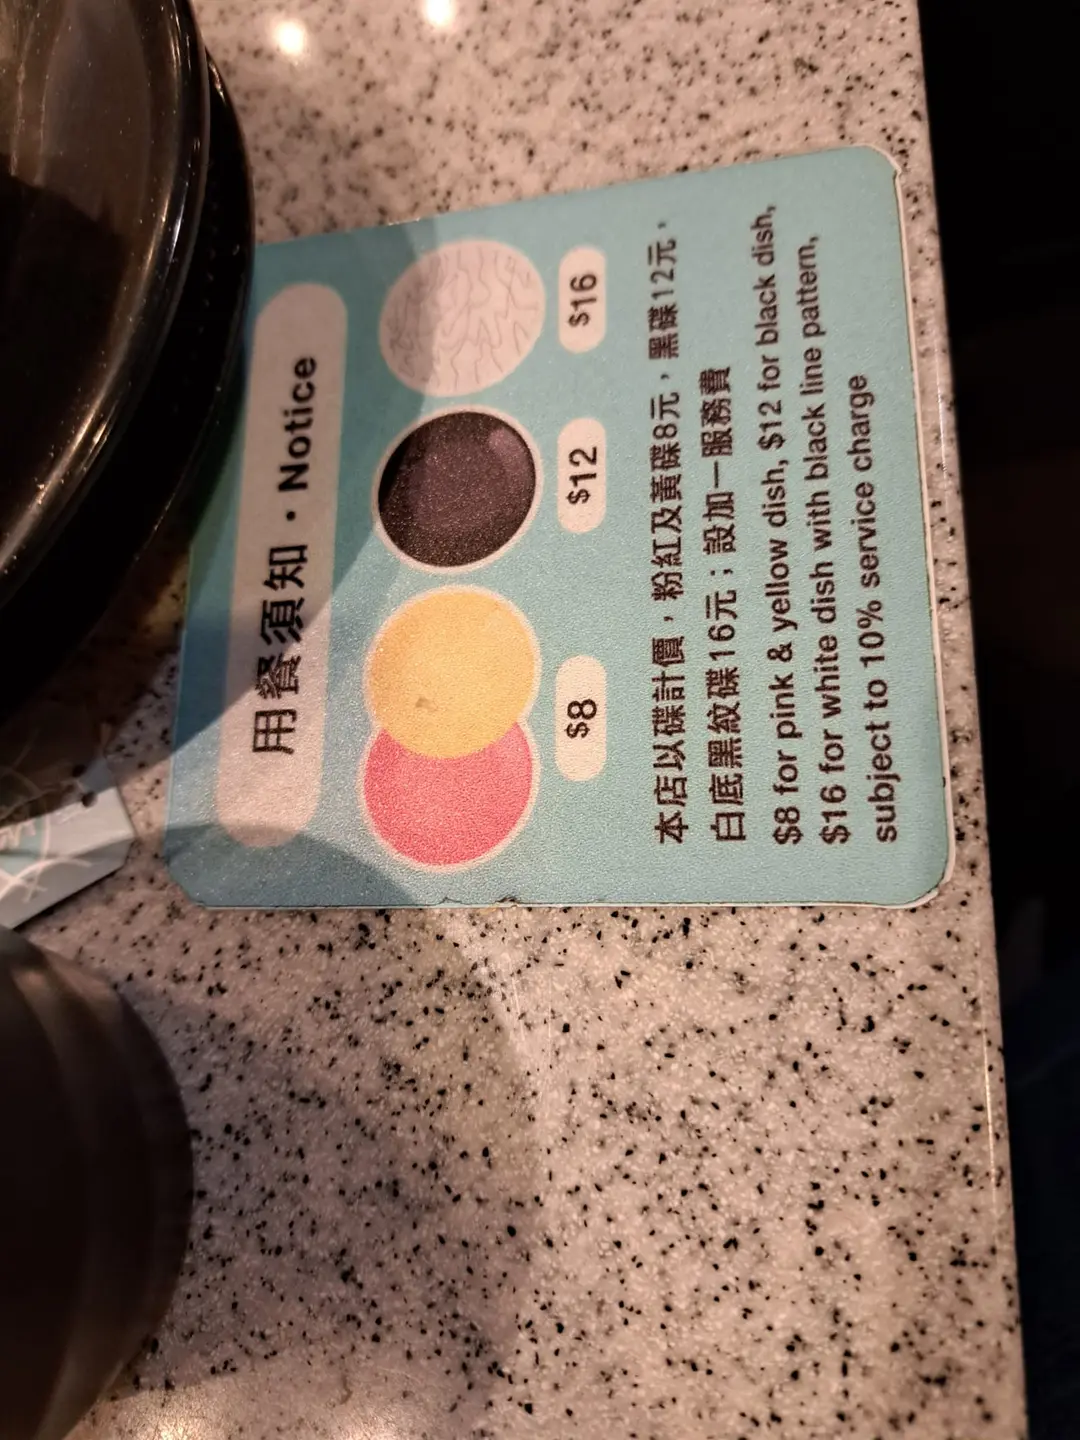 用餐須知・Notice
$8
$12
$16
本店以碟計價，粉紅及黃碟8元，黑碟12元，
白底黑紋碟16元；設加一服務費
$8 for pink & yellow dish, $12 for black dish,
$16 for white dish with black line pattern,
subject to 10% service charge